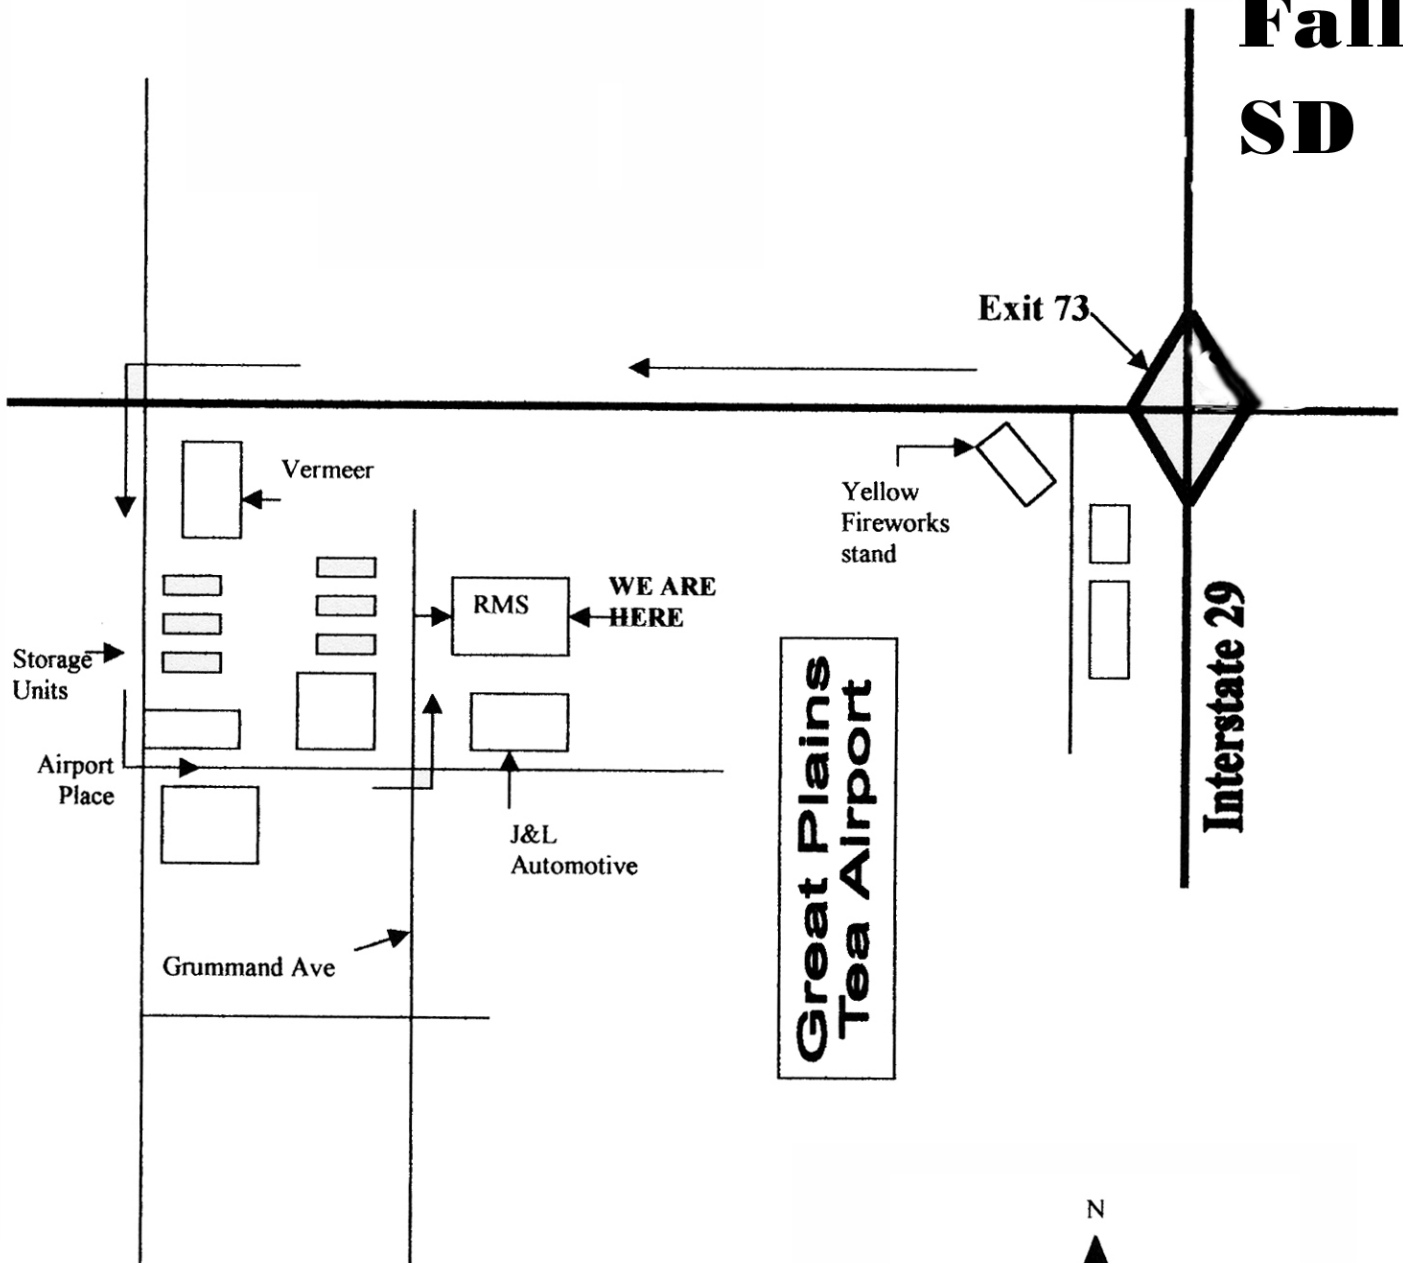 Fall
SD
Exit 73
Vermeer
Yellow
Fireworks
stand
WE ARE
HERE
RMS
Storage
Units
Interstate 29
Great Plains
Tea Airport
Airport
Place
J&L
Automotive
Grummand Ave
N